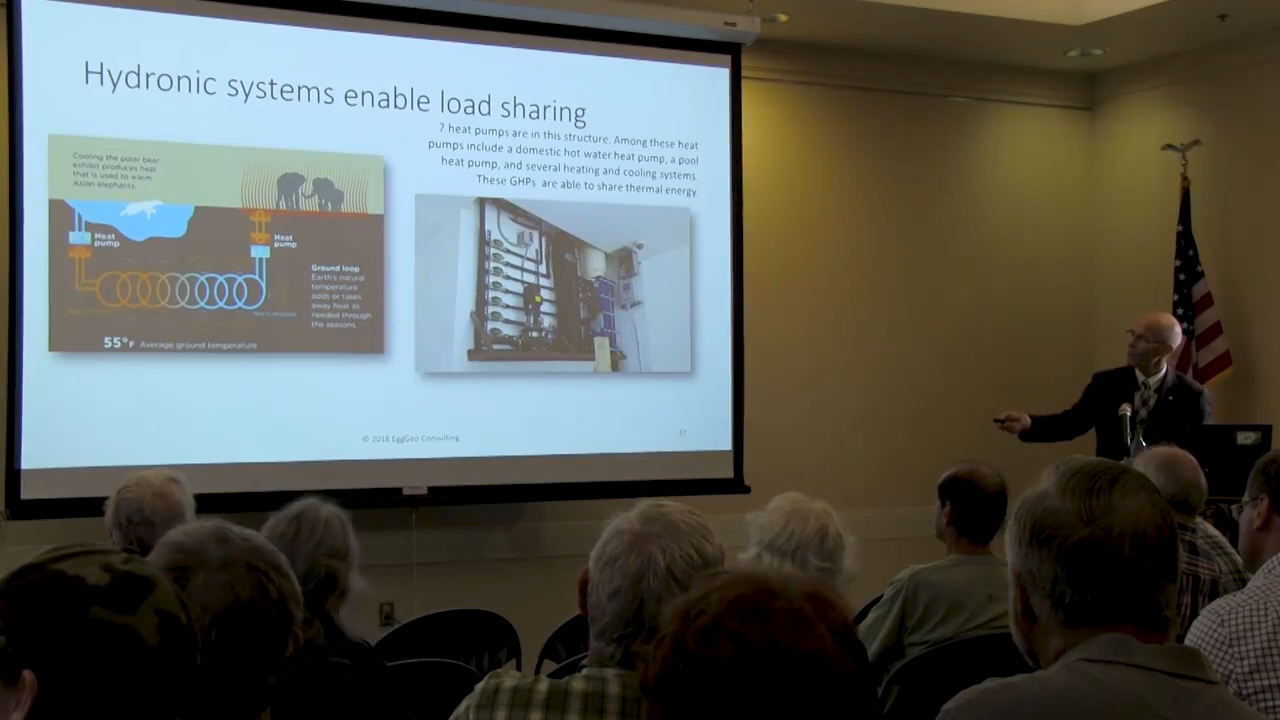 Hydronic systems enable load sharing
7 heat pumps are in this structure. Among these heat
pumps include a domestic hot water heat pump, a pool
heat pump, and several heating and cooling systems.
These GHPs are able to share thermal energy
Cooling the polar bear
exhibit produces heat
that is used to warm
Asian elephants.
Heat
pump
Heat
pump
Ground loop
Earth's natural
temperature
adds or takes
away heat as
needed through
the seasons
55°F Average ground temperature
© 2018 EggGeo Consulting
37